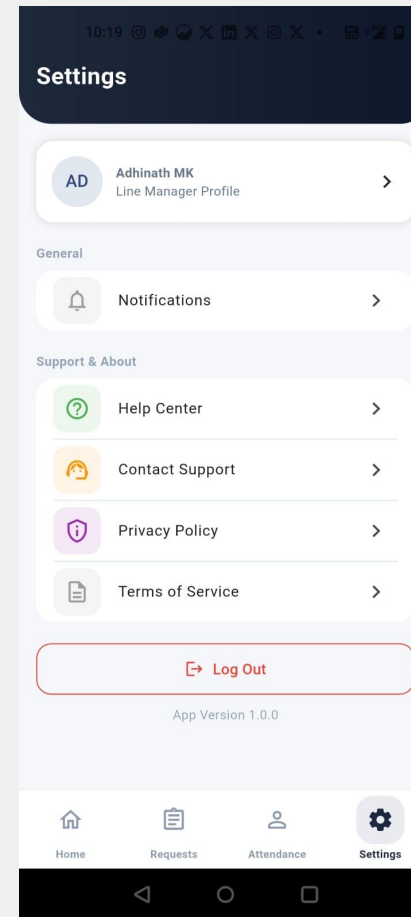 10:19
Settings
AD
Adhinath MK
Line Manager Profile
General
Notifications
Support & About
Help Center
Contact Support
Privacy Policy
Terms of Service
Log Out
App Version 1.0.0
Home
Requests
Attendance
Settings